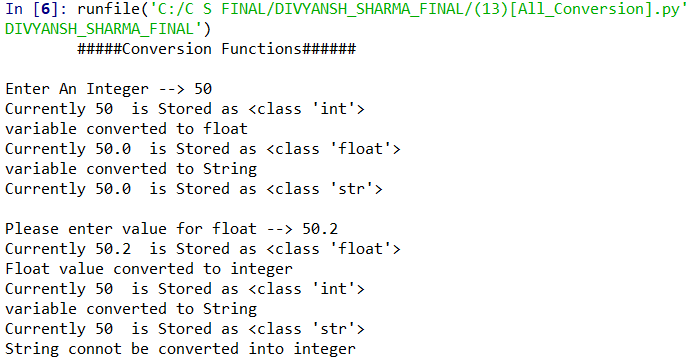 In [6]: runfile('C:/C S FINAL/DIVYANSH_SHARMA_FINAL/(13)[All_Conversion].py'
DIVYANSH_SHARMA_FINAL')
#####Conversion Functions######
Enter An Integer --> 50
Currently 50  is Stored as <class 'int'>
variable converted to float
Currently 50.0  is Stored as <class 'float'>
variable converted to String
Currently 50.0  is Stored as <class 'str'>
Please enter value for float --> 50.2
Currently 50.2  is Stored as <class 'float'>
Float value converted to integer
Currently 50  is Stored as <class 'int'>
variable converted to String
Currently 50  is Stored as <class 'str'>
String connot be converted into integer